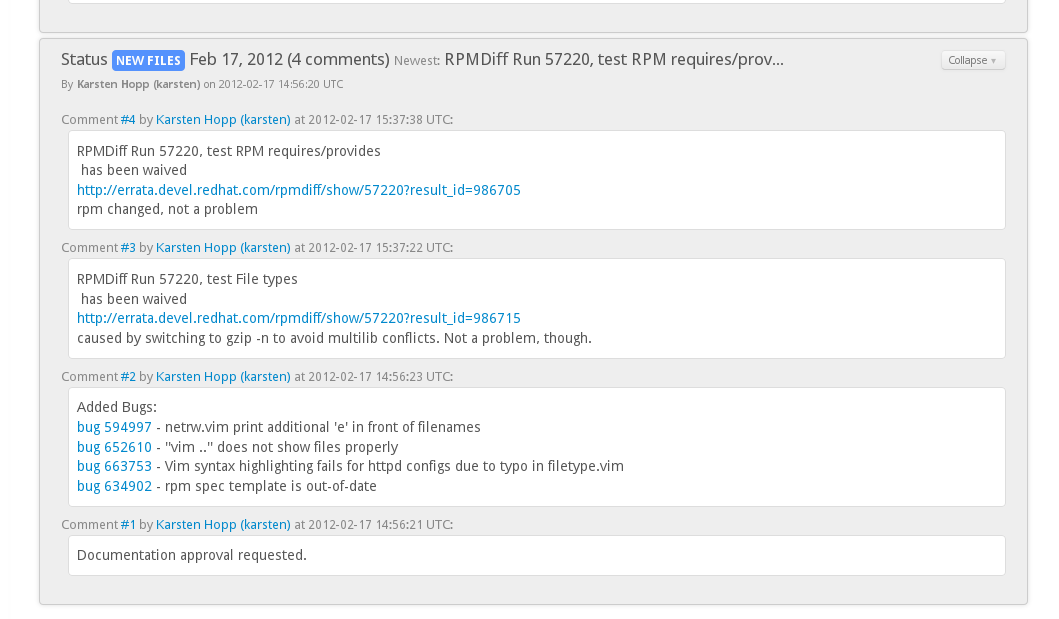 Status NEW FILES Feb 17, 2012 (4 comments) Newest: RPMDiff Run 57220, test RPM requires/prov...
Collapse ▾
By Karsten Hopp (karsten) on 2012-02-17 14:56:20 UTC
Comment #4 by Karsten Hopp (karsten) at 2012-02-17 15:37:38 UTC:
RPMDiff Run 57220, test RPM requires/provides
has been waived
http://errata.devel.redhat.com/rpmdiff/show/57220?result_id=986705
rpm changed, not a problem
Comment #3 by Karsten Hopp (karsten) at 2012-02-17 15:37:22 UTC:
RPMDiff Run 57220, test File types
has been waived
http://errata.devel.redhat.com/rpmdiff/show/57220?result_id=986715
caused by switching to gzip -n to avoid multilib conflicts. Not a problem, though.
Comment #2 by Karsten Hopp (karsten) at 2012-02-17 14:56:23 UTC:
Added Bugs:
bug 594997 - netrw.vim print additional 'e' in front of filenames
bug 652610 - "vim .." does not show files properly
bug 663753 - Vim syntax highlighting fails for httpd configs due to typo in filetype.vim
bug 634902 - rpm spec template is out-of-date
Comment #1 by Karsten Hopp (karsten) at 2012-02-17 14:56:21 UTC:
Documentation approval requested.